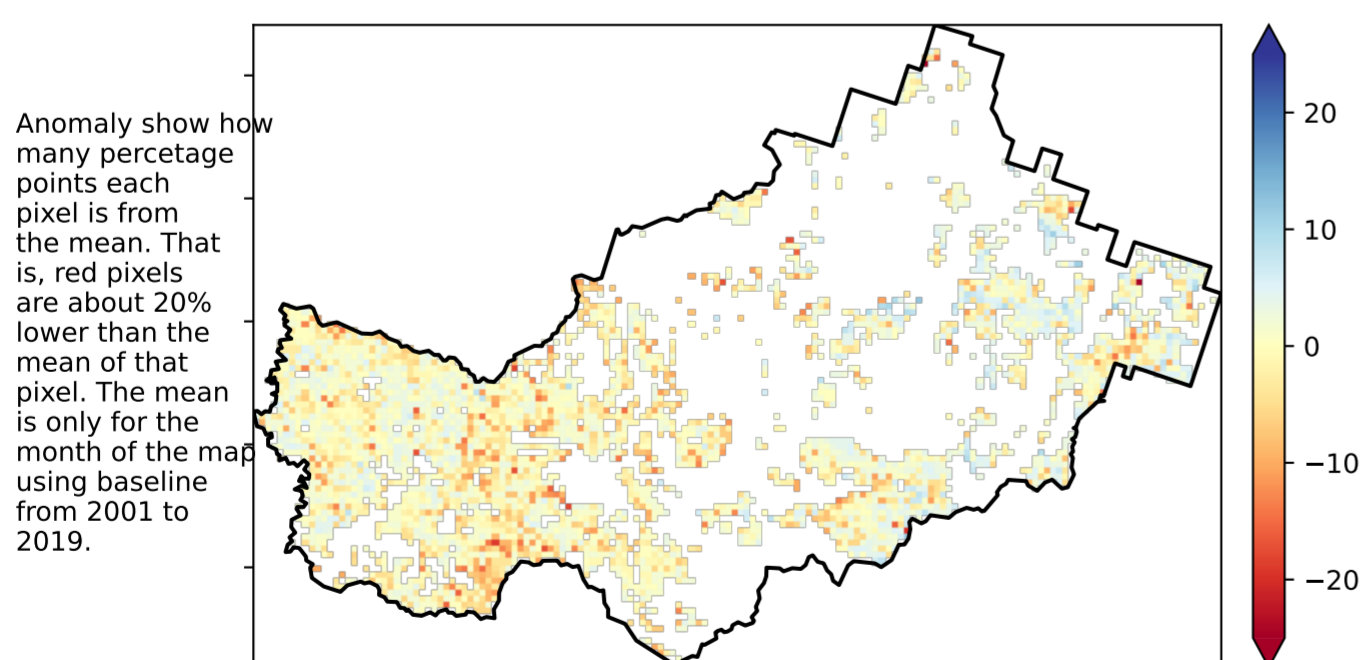 Anomaly show how
many percetage
points each
pixel is from
the mean. That
is, red pixels
are about 20%
lower than the
mean of that
pixel. The mean
is only for the
month of the map
using baseline
from 2001 to
2019.
20
10
0
−10
−20